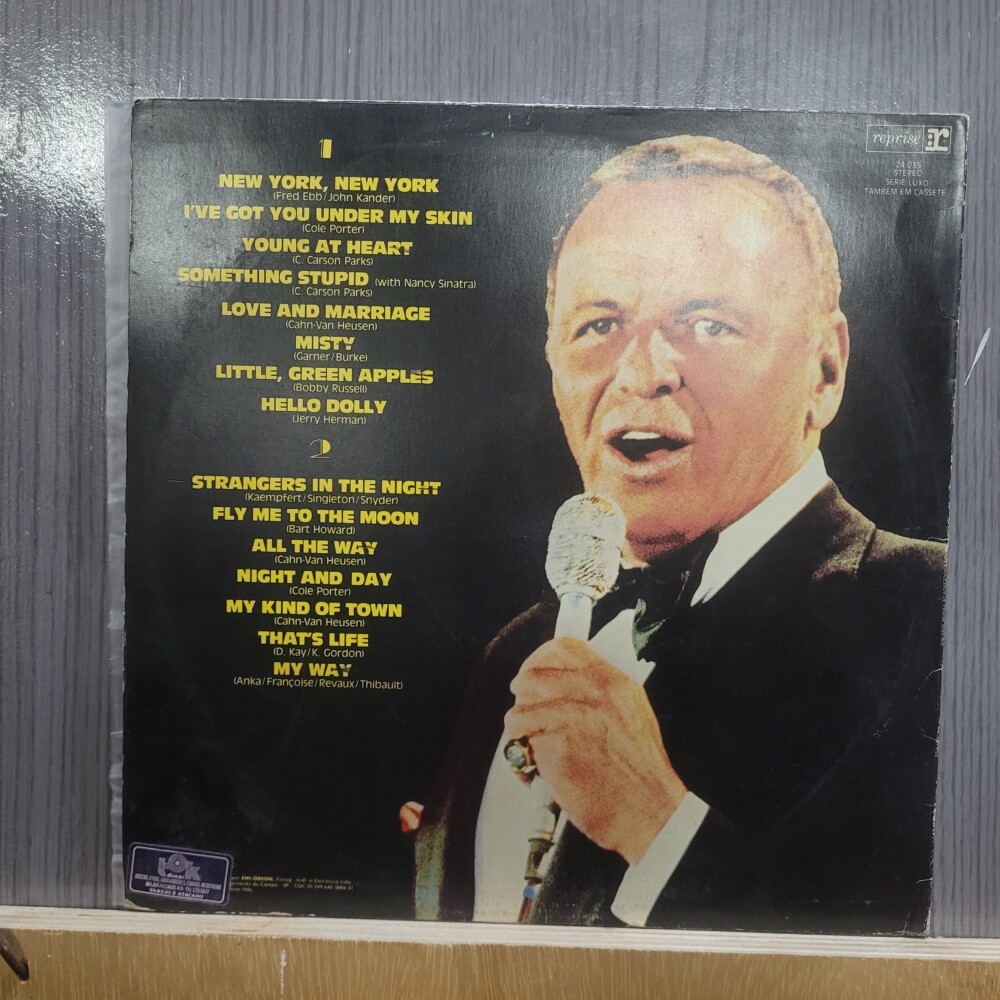 reprise r
24 035
STEREO
SERIE LUXO
TAMBEM EM CASSETE
1
NEW YORK, NEW YORK
(Fred Ebb/John Kander)
I'VE GOT YOU UNDER MY SKIN
(Cole Porter)
YOUNG AT HEART
(C. Carson Parks)
SOMETHING STUPID (with Nancy Sinatra)
(C. Carson Parks)
LOVE AND MARRIAGE
(Cahn-Van Heusen)
MISTY
(Garner/Burke)
LITTLE, GREEN APPLES
(Bobby Russell)
HELLO DOLLY
(Jerry Herman)
2
STRANGERS IN THE NIGHT
(Kaempfert/Singleton/Snyder)
FLY ME TO THE MOON
(Bart Howard)
ALL THE WAY
(Cahn-Van Heusen)
NIGHT AND DAY
(Cole Porter)
MY KIND OF TOWN
(Cahn-Van Heusen)
THAT'S LIFE
(D. Kay/K. Gordon)
MY WAY
(Anka/Françoise/Revaux/Thibault)
EMI-ODEON
VAREJO E ATACADO